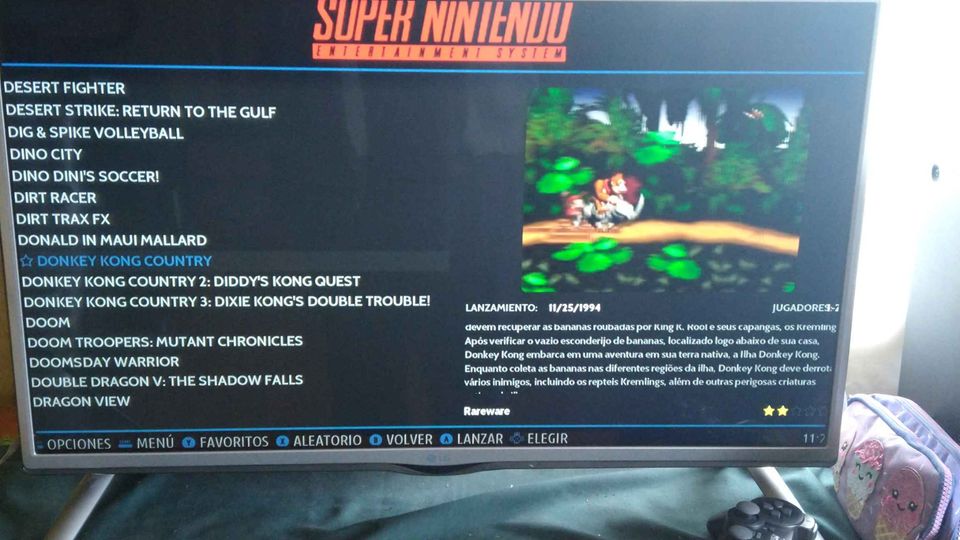 SUPER NINTENDO
ENTERTAINMENT SYSTEM
DESERT FIGHTER
DESERT STRIKE: RETURN TO THE GULF
DIG & SPIKE VOLLEYBALL
DINO CITY
DINO DINI'S SOCCER!
DIRT RACER
DIRT TRAX FX
DONALD IN MAUI MALLARD
☆ DONKEY KONG COUNTRY
DONKEY KONG COUNTRY 2: DIDDY'S KONG QUEST
DONKEY KONG COUNTRY 3: DIXIE KONG'S DOUBLE TROUBLE!
DOOM
DOOM TROOPERS: MUTANT CHRONICLES
DOOMSDAY WARRIOR
DOUBLE DRAGON V: THE SHADOW FALLS
DRAGON VIEW
LANZAMIENTO: 11/25/1994 JUGADORES
devem recuperar as bananas roubadas por King K. Rool e seus capangas, os Kremling
Após verificar o vazio esconderijo de bananas, localizado logo abaixo de sua casa,
Donkey Kong embarca em uma aventura em sua terra nativa, a Ilha Donkey Kong.
Enquanto coleta as bananas nas diferentes regiões da ilha, Donkey Kong deve derrot
vários inimigos, incluindo os repteis Kremlings, além de outras perigosas criaturas
Rareware
OPCIONES MENÚ Y FAVORITOS X ALEATORIO B VOLVER A LANZAR ELEGIR 11:2
LG